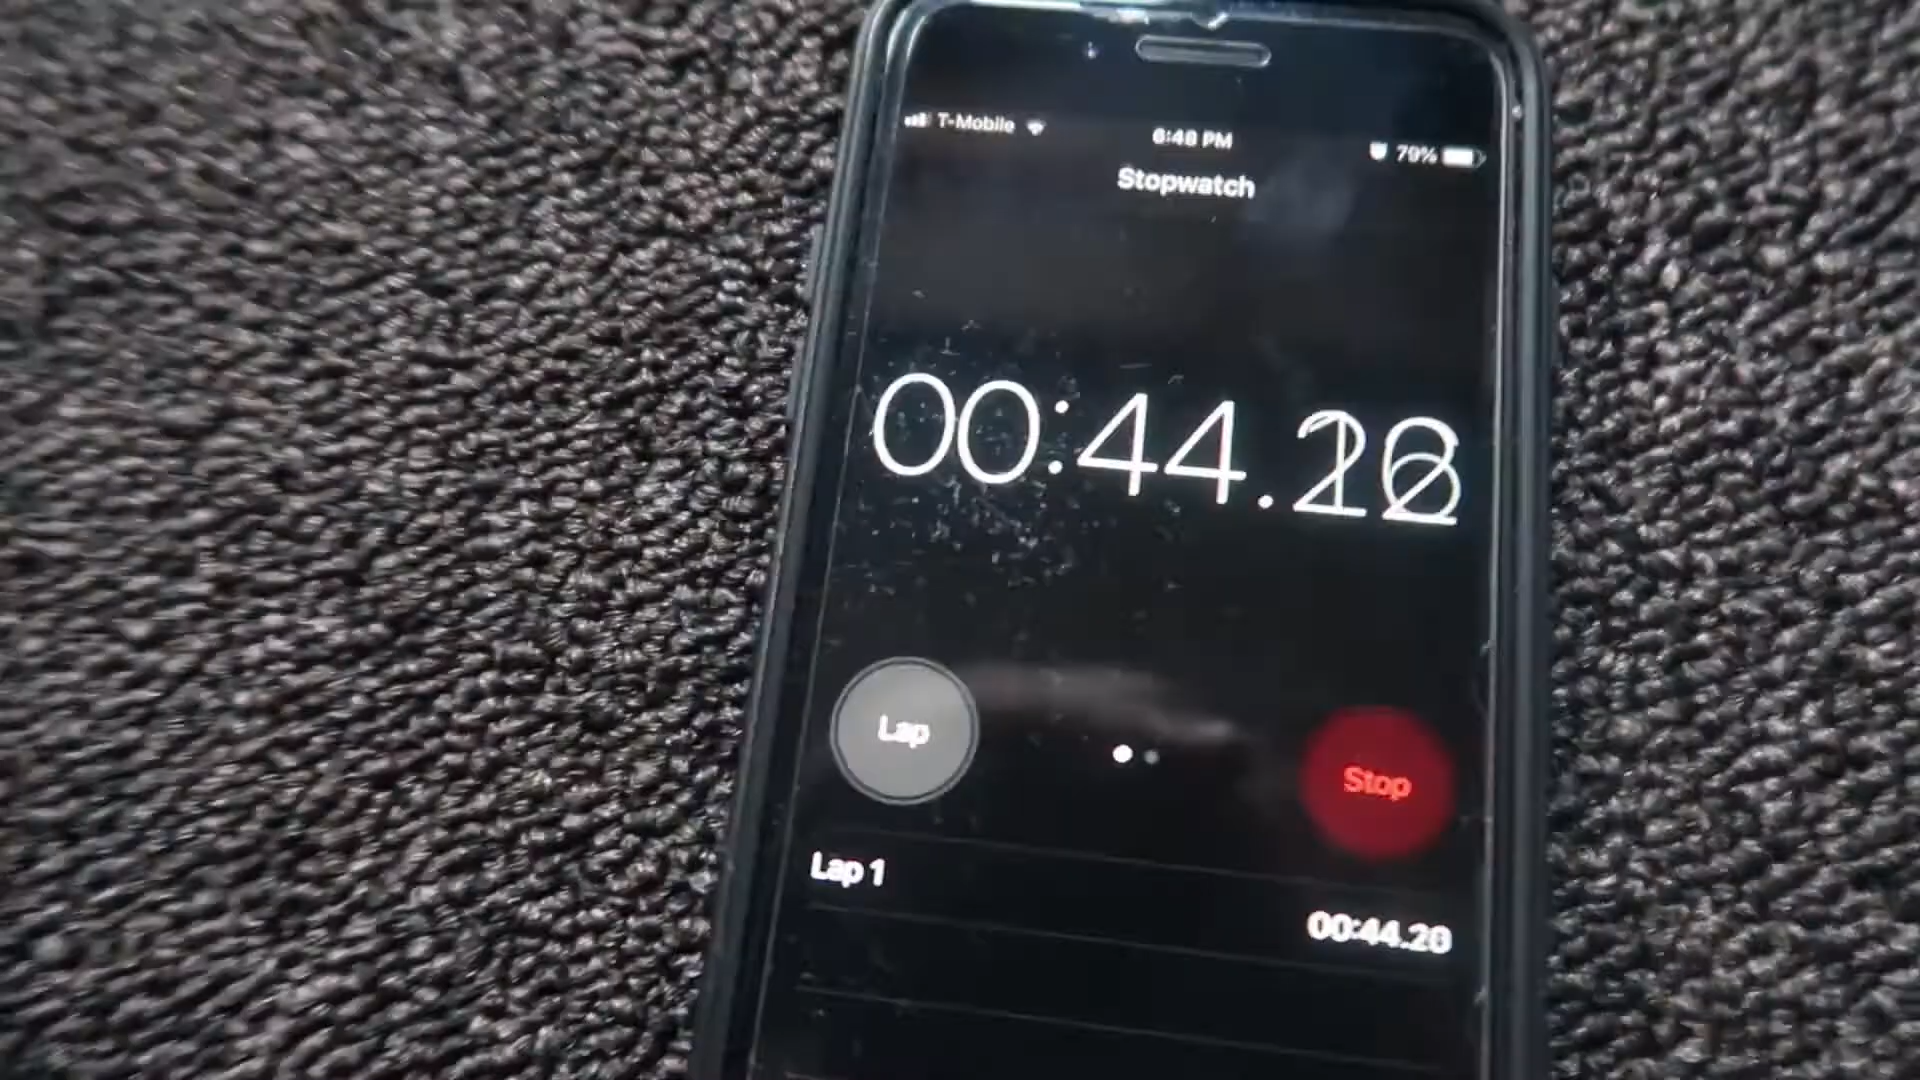 T-Mobile 6:48 PM 79%
Stopwatch
00:44.
Lap
Stop
Lap 1
00:44.20